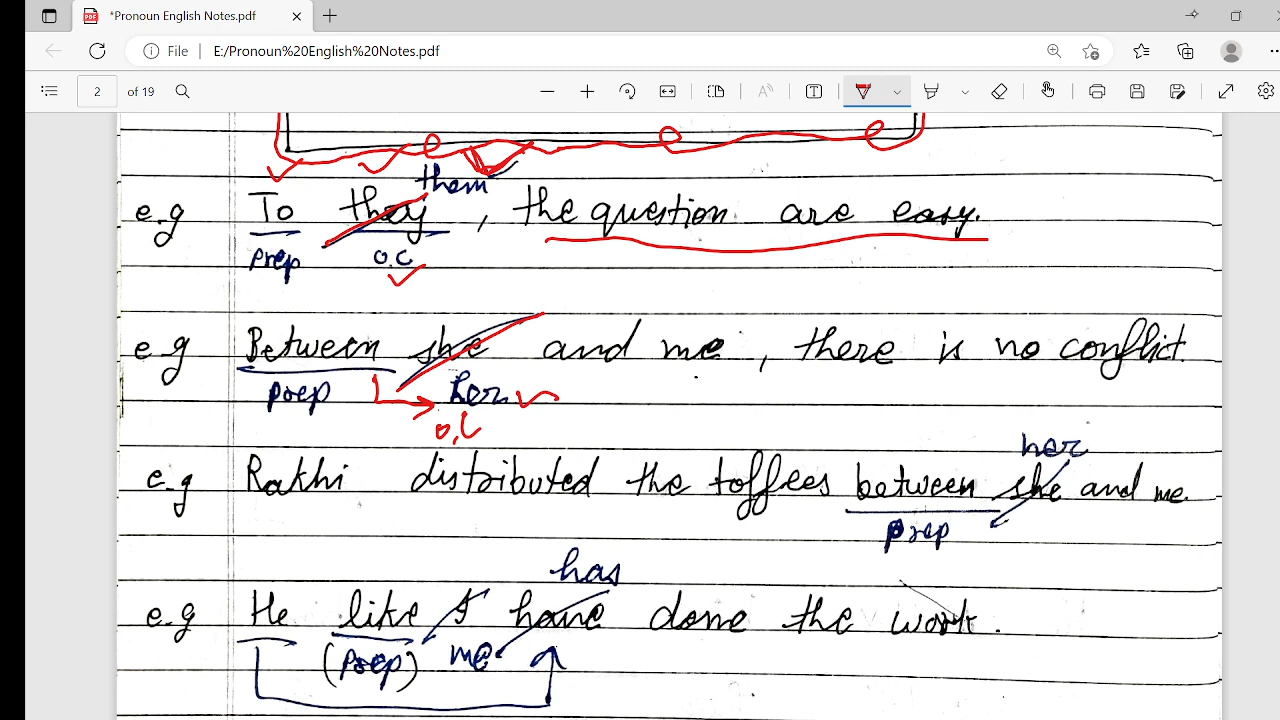 *Pronoun English Notes.pdf
File E:/Pronoun%20English%20Notes.pdf
2 of 19
them
e.g To they, the question are easy.
prep O.C
e.g Between she and me, there is no conflict.
prep her
O.C
her
e.g Rakhi distributed the toffees between she and me.
prep
has
e.g He like I have done the work.
(prep) me